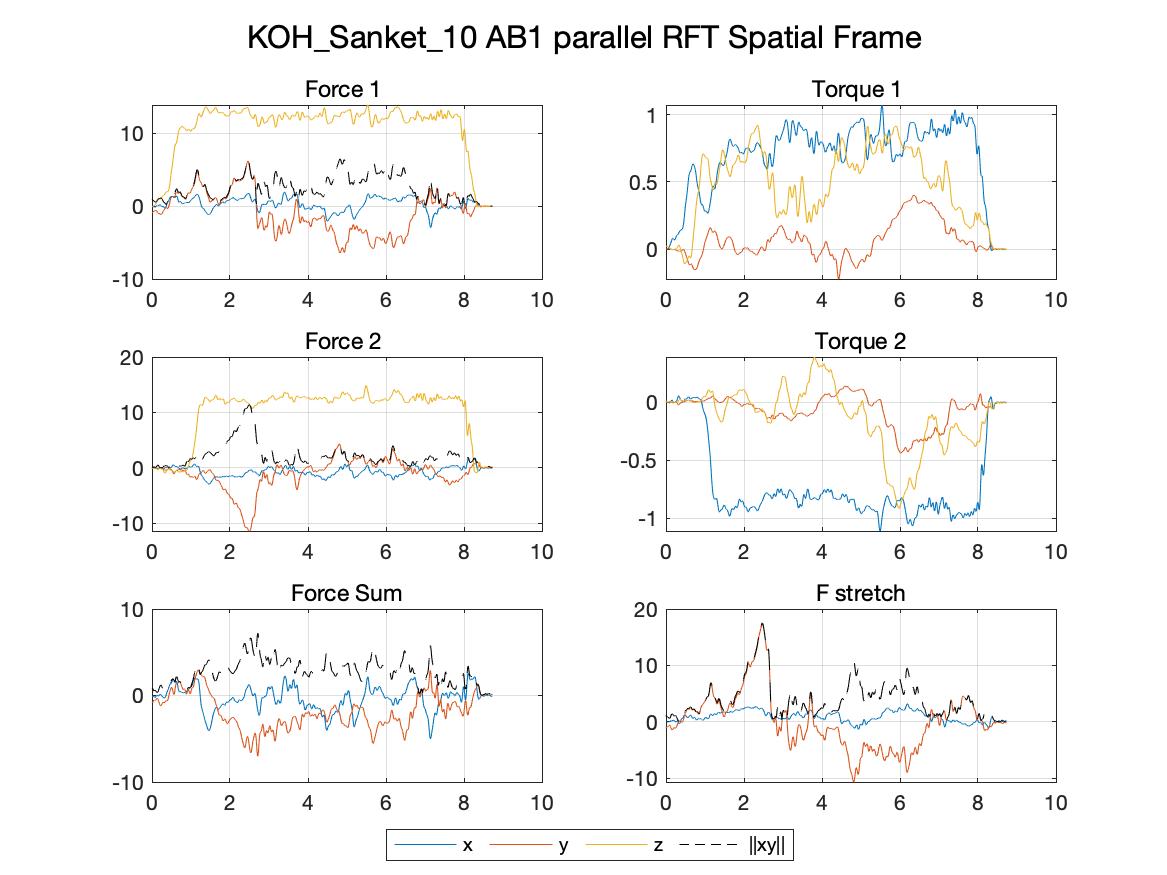 KOH_Sanket_10 AB1 parallel RFT Spatial Frame
Force 1
10
0
-10
0 2 4 6 8 10
Torque 1
1
0.5
0
0 2 4 6 8 10
Force 2
20
10
0
-10
0 2 4 6 8 10
Torque 2
0
-0.5
-1
0 2 4 6 8 10
Force Sum
10
0
-10
0 2 4 6 8 10
F stretch
20
10
0
-10
0 2 4 6 8 10
x y z ||xy||